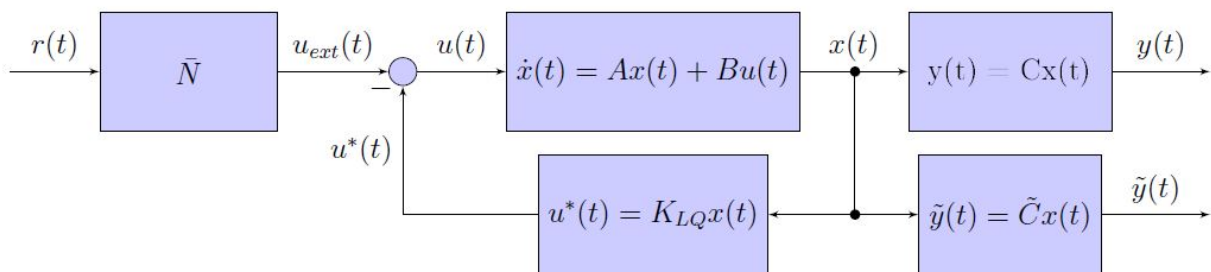 r(t)
N̄
u_ext(t)
−
u(t)
ẋ(t) = Ax(t) + Bu(t)
x(t)
y(t) = Cx(t)
y(t)
u*(t)
u*(t) = K_LQ x(t)
ỹ(t) = C̃x(t)
ỹ(t)